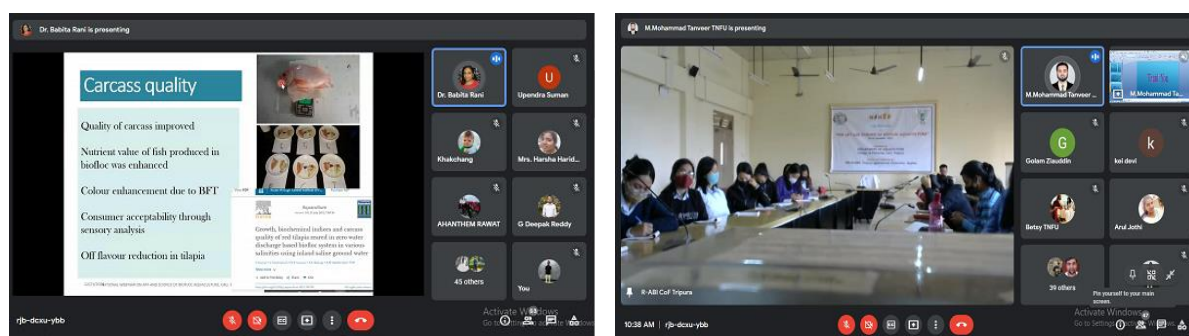 Dr. Babita Rani is presenting
Carcass quality
Quality of carcass improved
Nutrient value of fish produced in
biofloc was enhanced
Colour enhancement due to BFT
Consumer acceptability through
sensory analysis
Off flavour reduction in tilapia
Aquaculture
Growth, biochemical indices and carcass
quality of red tilapia reared in zero water
discharge based biofloc system in various
salinities using inland saline ground water
Dr. Babita Rani
U
Upendra Suman
Khakchang
Mrs. Harsha Harid...
AHANTHEM RAWAT
G Deepak Reddy
45 others
You
rjb-dcxu-ybb
53
Activate Windows
M.Mohammad Tanveer TNFU is presenting
R-ABI CoF Tripura
M.Mohammad Tanveer ...
M.Mohammad Ta...
G
Golam Ziauddin
k
kei devi
Betsy TNFU
Arul Jothi
39 others
Pin yourself to your main
screen.
Activate Windows
10:38 AM | rjb-dcxu-ybb
47